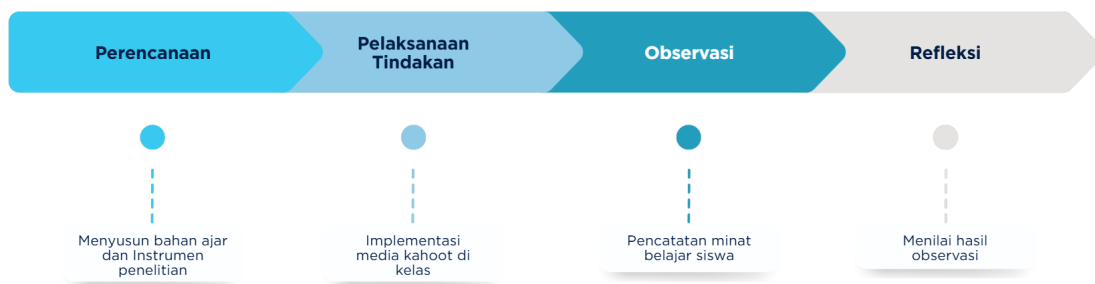 Perencanaan
Pelaksanaan
Tindakan
Observasi
Refleksi
Menyusun bahan ajar
dan Instrumen
penelitian
Implementasi
media kahoot di
kelas
Pencatatan minat
belajar siswa
Menilai hasil
observasi